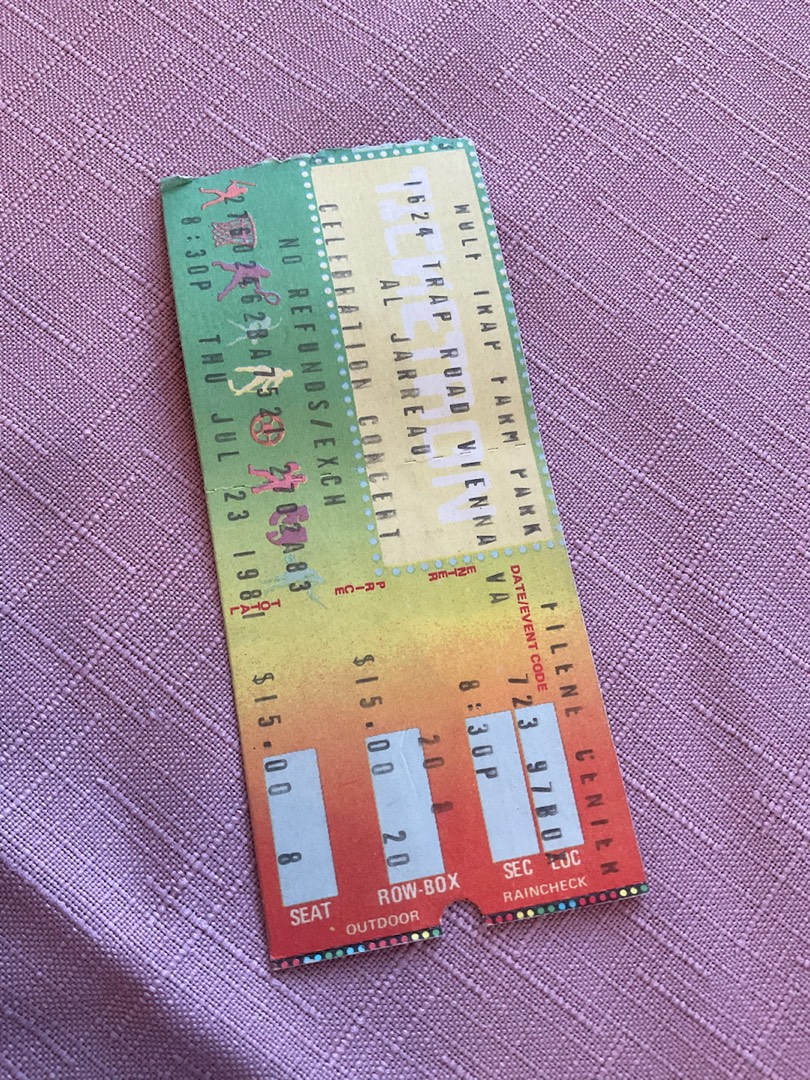 WOLF TRAP FARM PARK FILENE CENTER
TICKETRON
DATE/EVENT CODE
1624 TRAP ROAD VIENNA VA 723
AL JARREAU 8:30P
ENTER
CELEBRATION CONCERT 20 8
PRICE
NO REFUNDS/EXCH $15.00 20
2702A83
TOTAL
8:30P THU JUL 23 1981 $15.00 8
LOC
SEC
ROW-BOX
SEAT
RAINCHECK
OUTDOOR